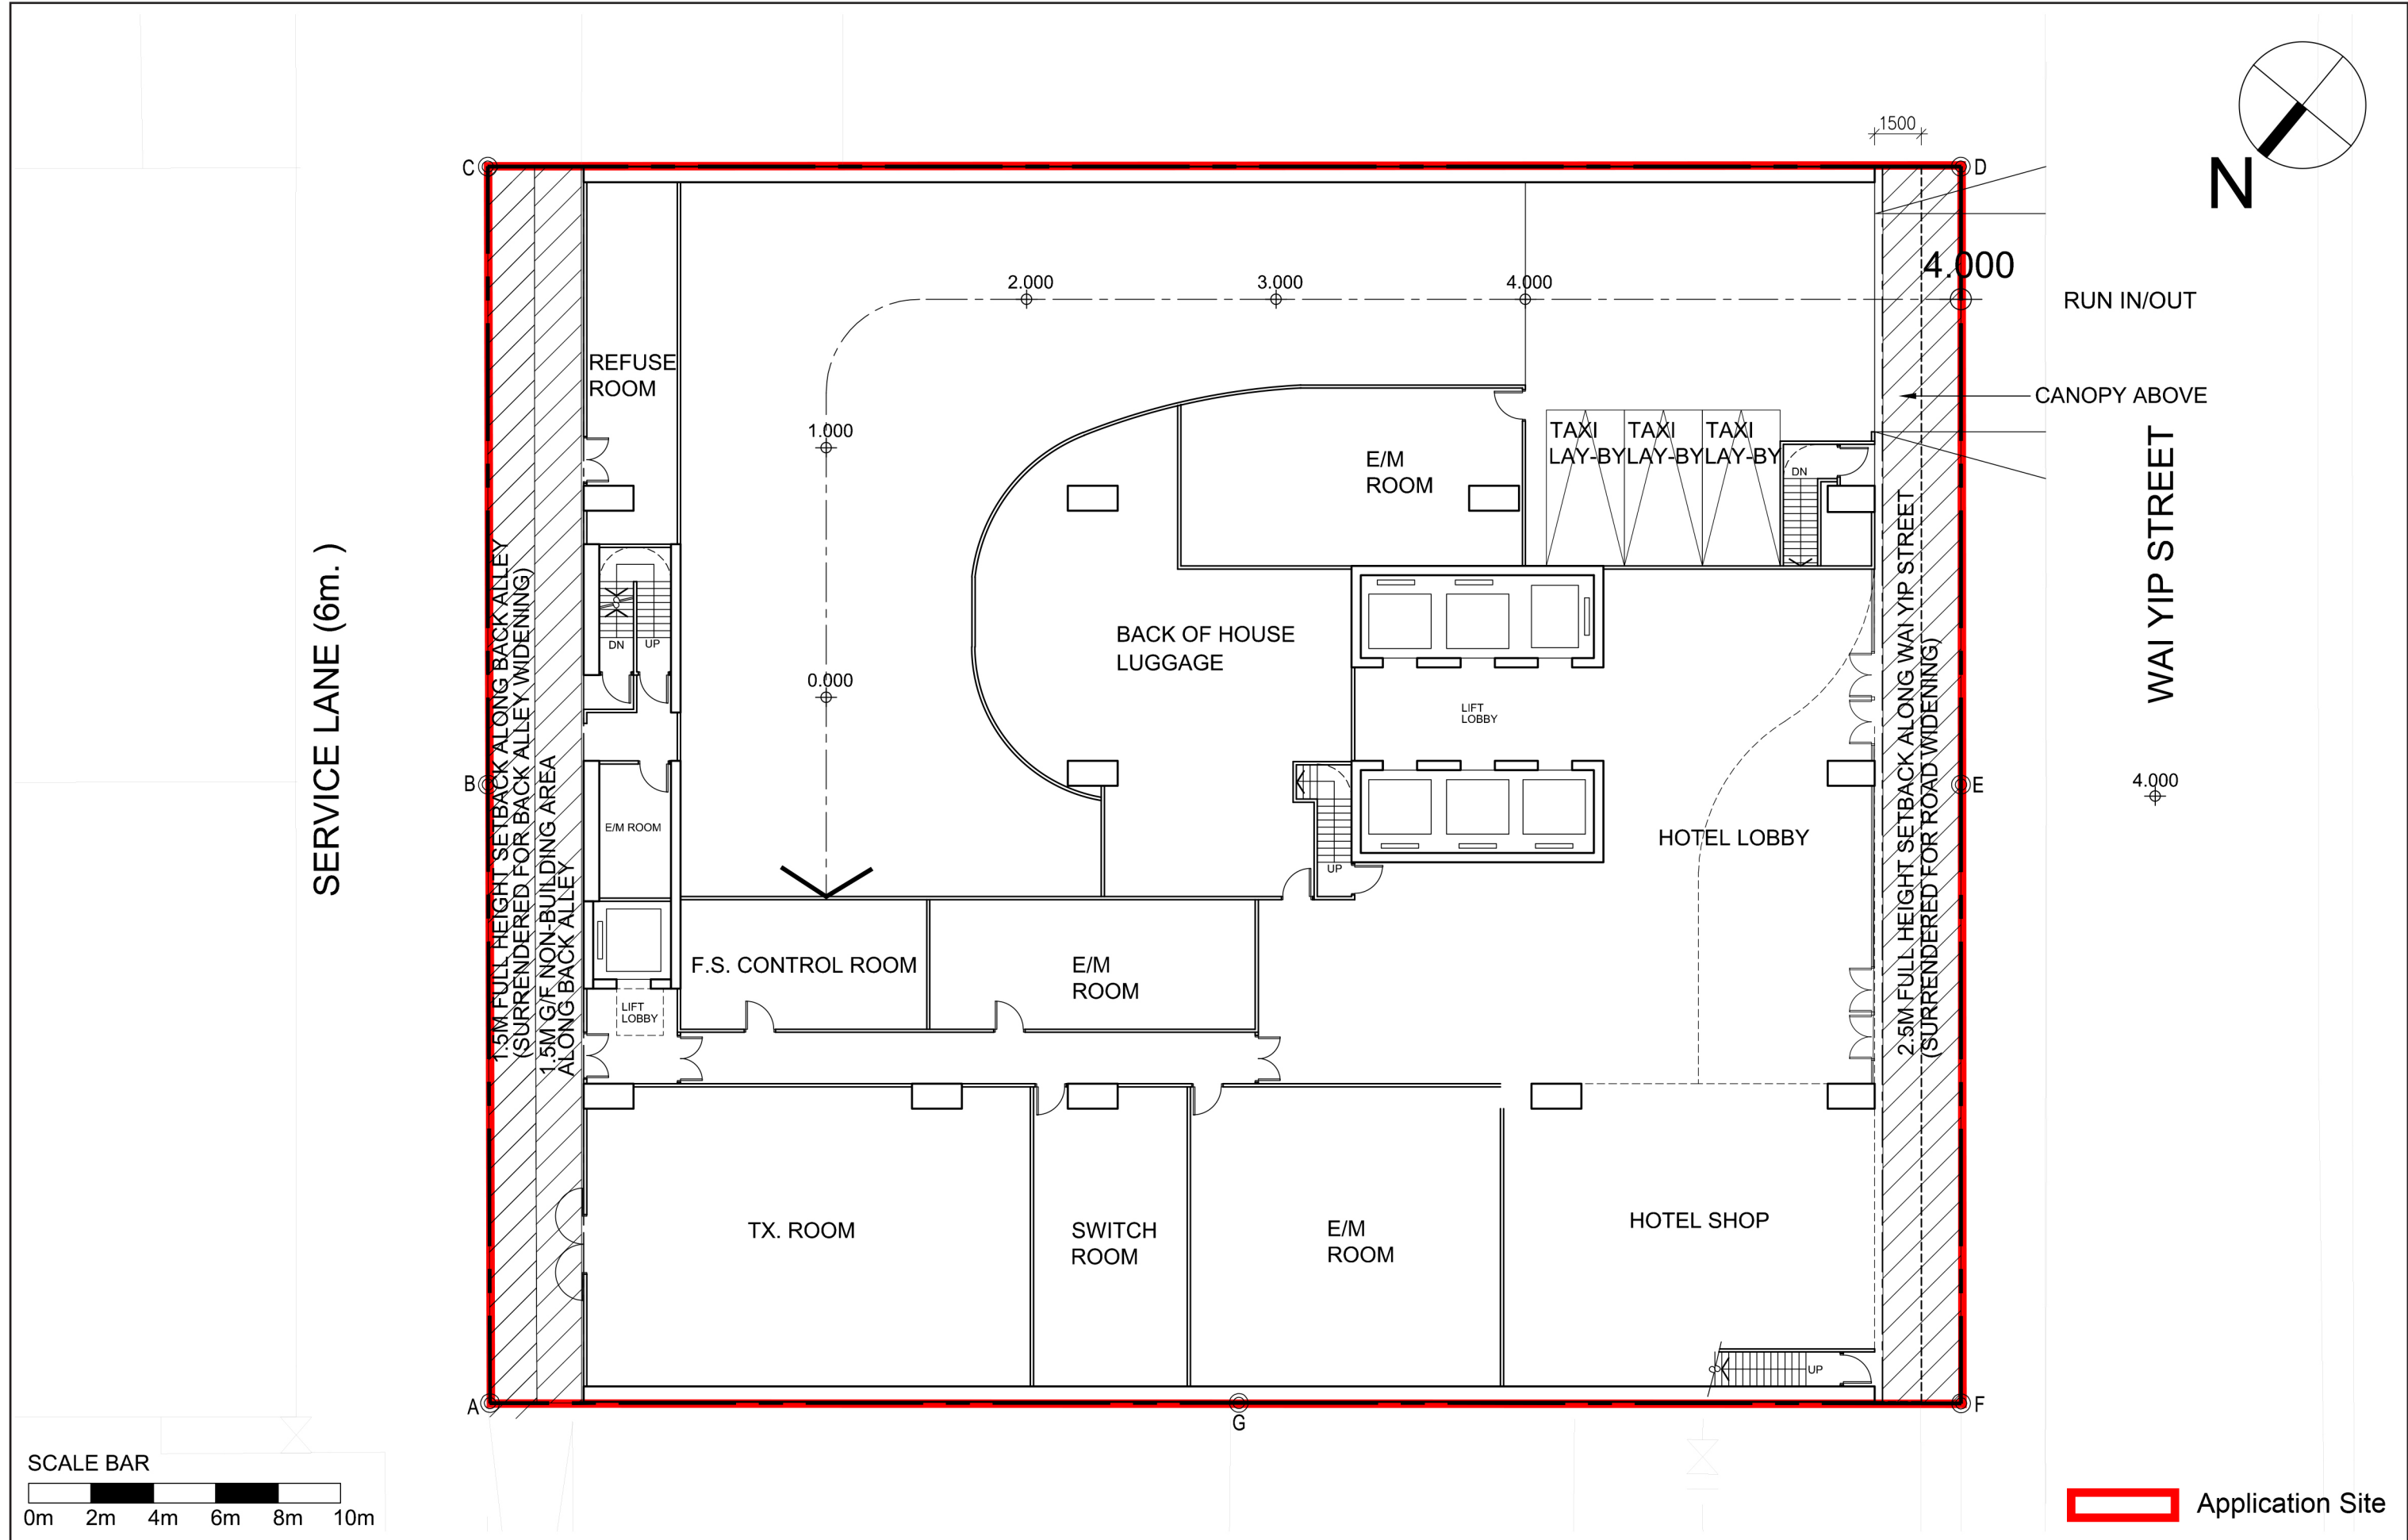 1500
C
D
N
4.000
2.000
3.000
4.000
RUN IN/OUT
REFUSE
ROOM
CANOPY ABOVE
1.000
TAXI
LAY-BY
TAXI
LAY-BY
TAXI
LAY-BY
E/M
ROOM
DN
WAI YIP STREET
SERVICE LANE (6m. )
1.5M FULL HEIGHT SETBACK ALONG BACK ALLEY
(SURRENDERED FOR BACK ALLEY WIDENING)
1.5M G/F NON-BUILDING AREA
ALONG BACK ALLEY
2.5M FULL HEIGHT SETBACK ALONG WAI YIP STREET
(SURRENDERED FOR ROAD WIDENING)
DN
UP
BACK OF HOUSE
LUGGAGE
0.000
LIFT
LOBBY
B
E
4.000
E/M ROOM
HOTEL LOBBY
UP
F.S. CONTROL ROOM
E/M
ROOM
LIFT
LOBBY
TX. ROOM
SWITCH
ROOM
E/M
ROOM
HOTEL SHOP
UP
A
G
F
SCALE BAR
0m 2m 4m 6m 8m 10m
Application Site